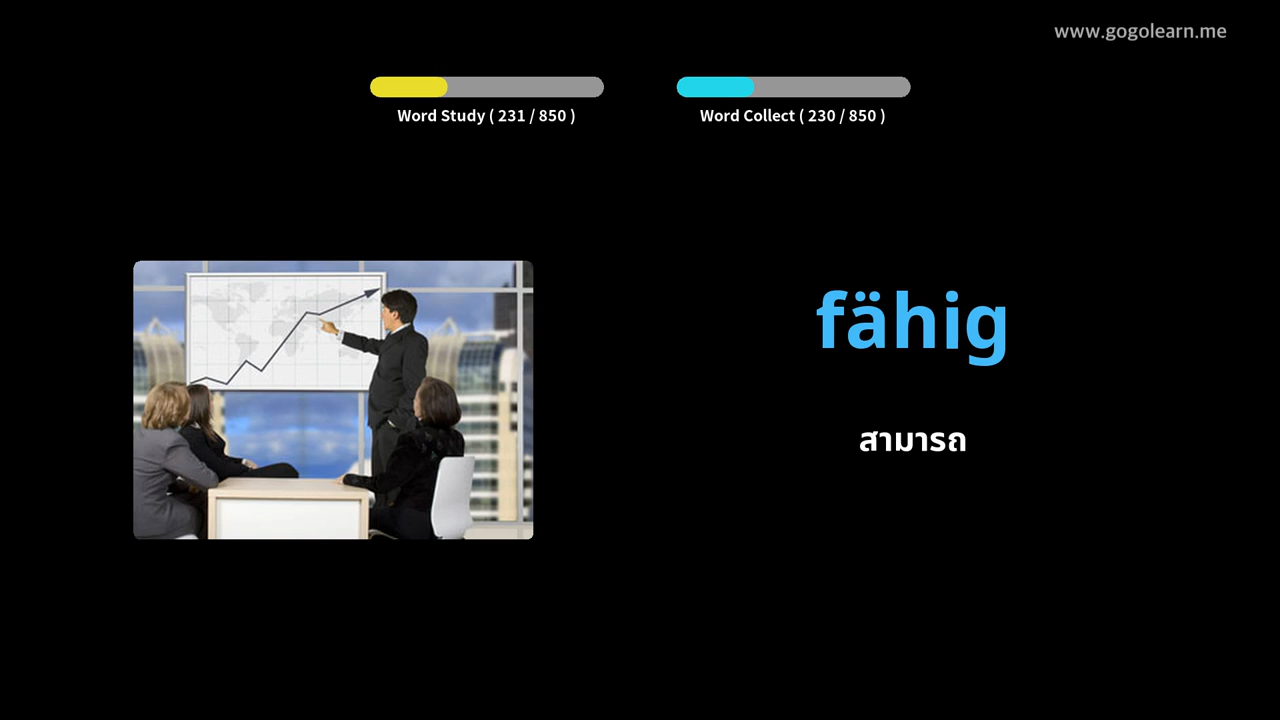 www.gogolearn.me
Word Study ( 231 / 850 )
Word Collect ( 230 / 850 )
fähig
สามารถ